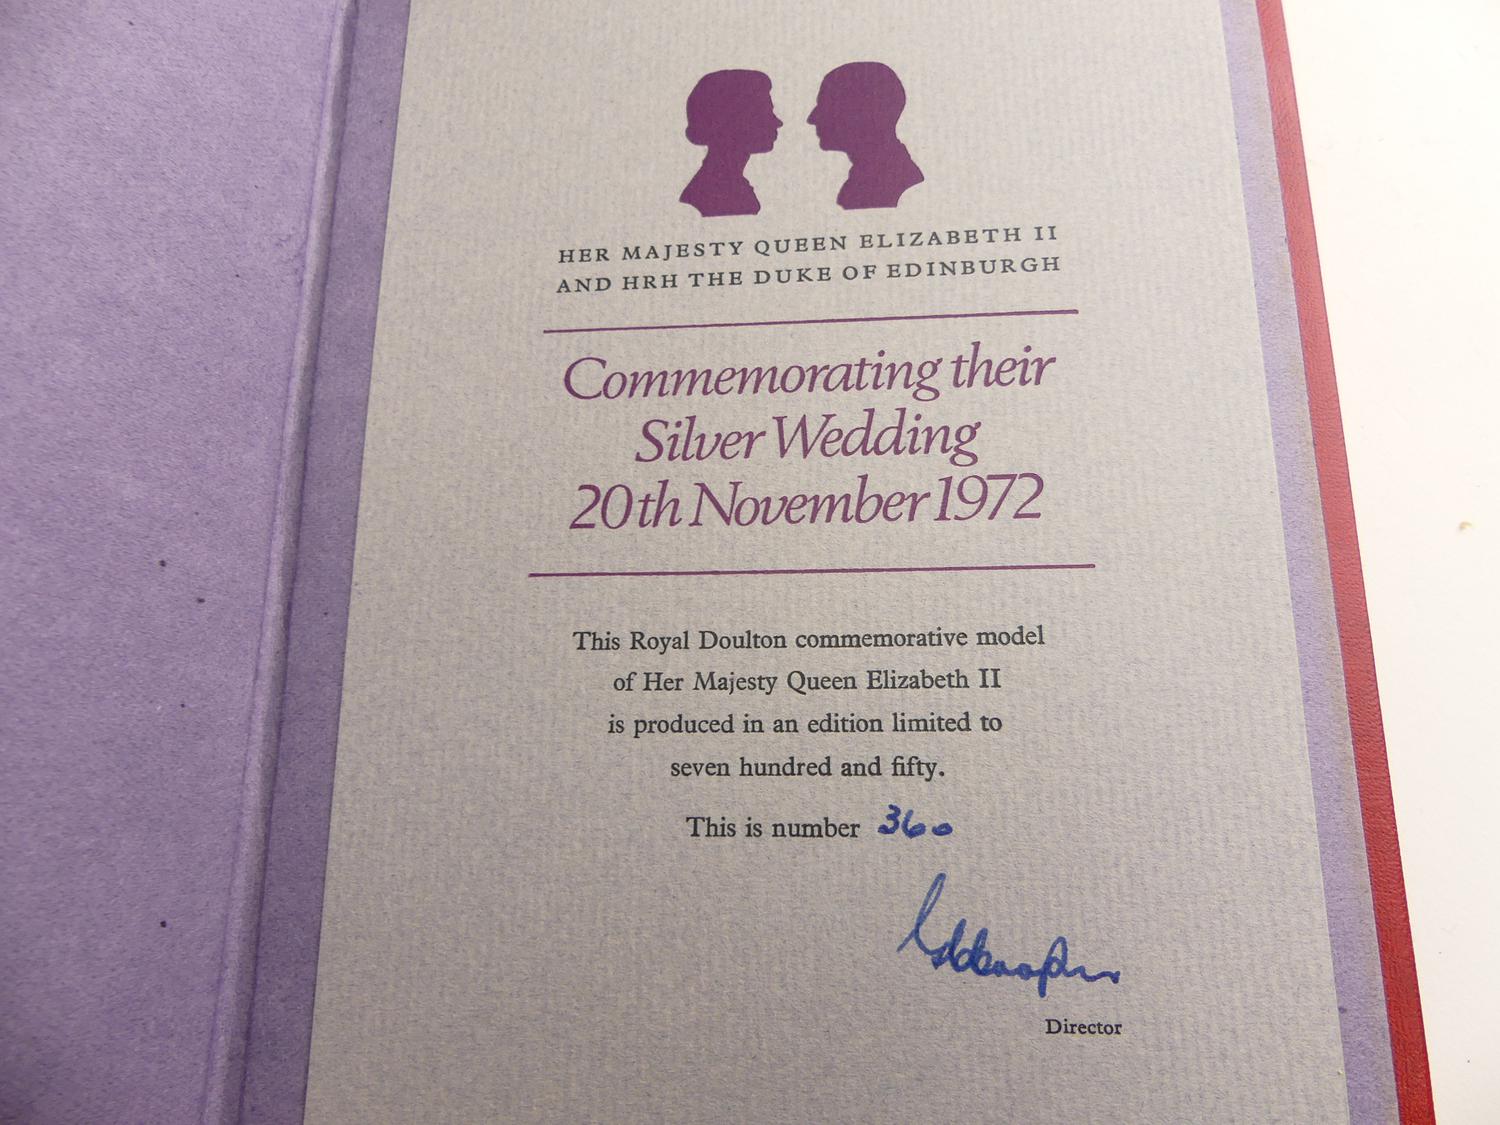 HER MAJESTY QUEEN ELIZABETH II
AND HRH THE DUKE OF EDINBURGH
Commemorating their
Silver Wedding
20th November 1972
This Royal Doulton commemorative model
of Her Majesty Queen Elizabeth II
is produced in an edition limited to
seven hundred and fifty.
This is number 360
Director